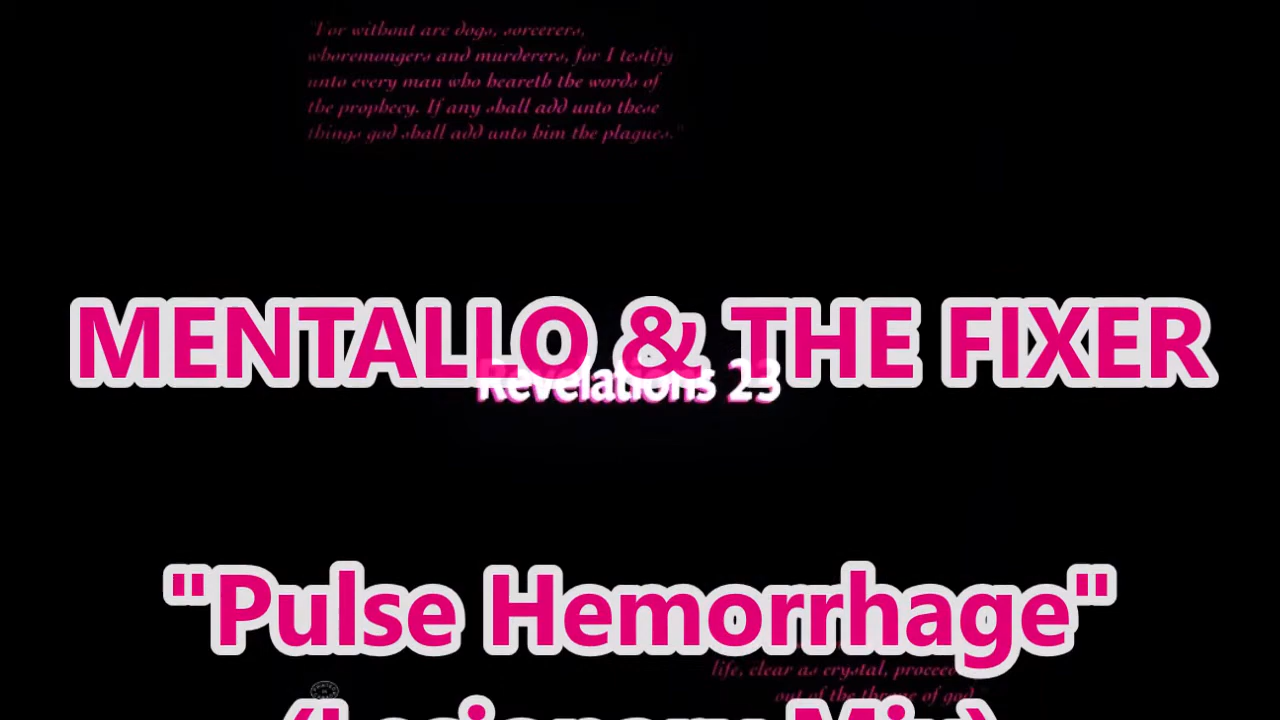 "For without are dogs, sorcerers,
whoremongers and murderers, for I testify
unto every man who heareth the words of
the prophecy. If any shall add unto these
things god shall add unto him the plagues."
MENTALLO & THE FIXER
Revelations 23
"Pulse Hemorrhage"
life, clear as crystal,
out of the throne of god
(Legionary Mix)